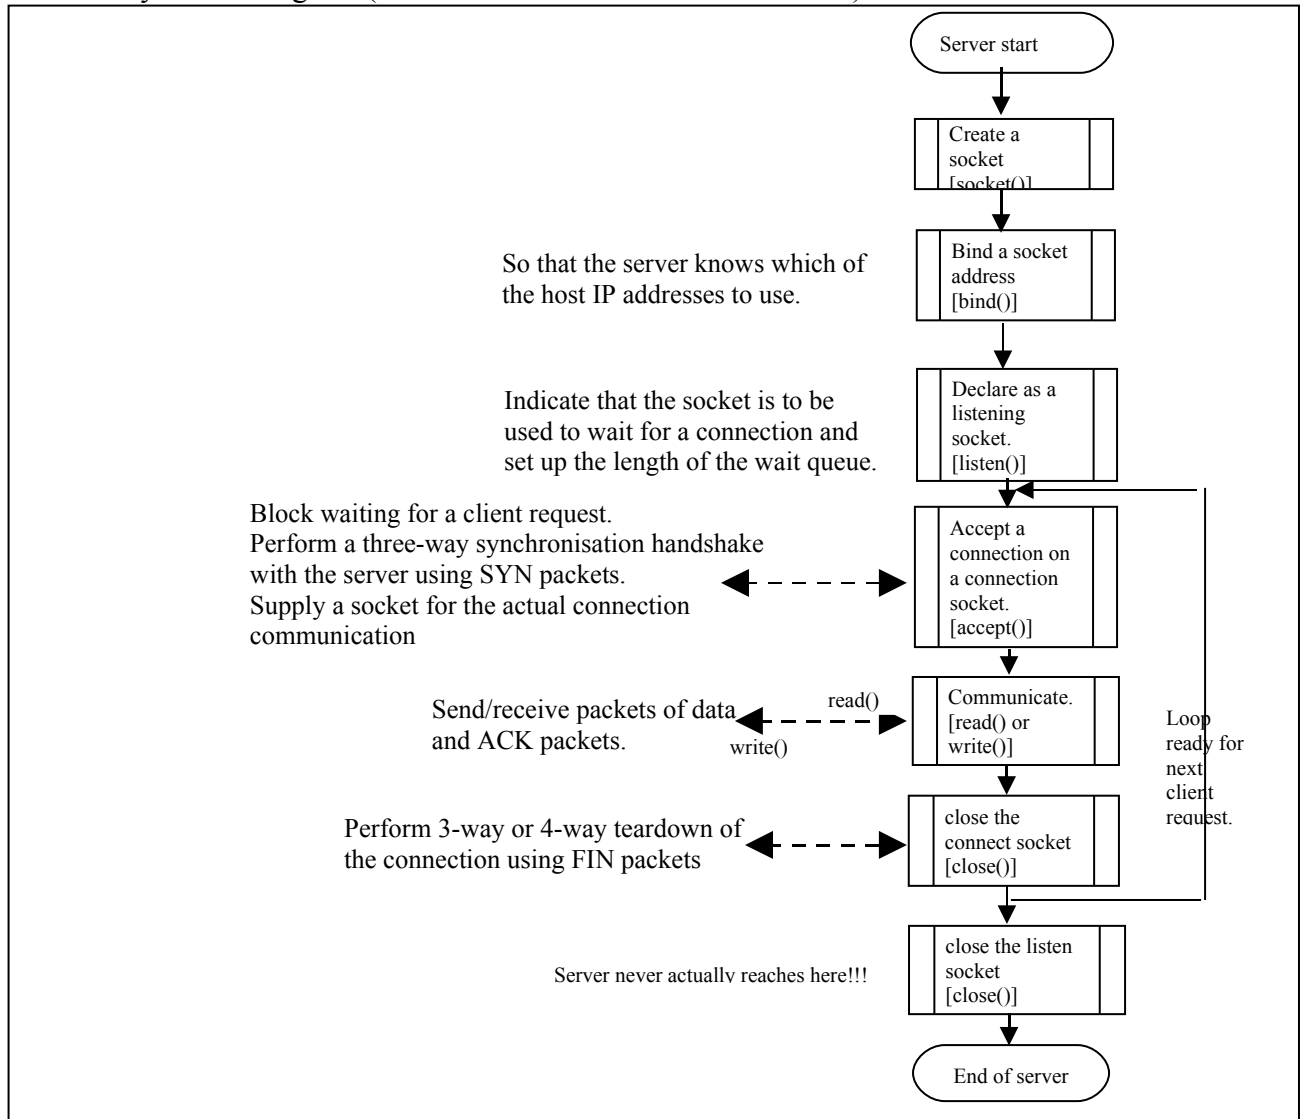 Server start
Create a
socket
[socket()]
So that the server knows which of
the host IP addresses to use.
Bind a socket
address
[bind()]
Indicate that the socket is to be
used to wait for a connection and
set up the length of the wait queue.
Declare as a
listening
socket.
[listen()]
Block waiting for a client request.
Perform a three-way synchronisation handshake
with the server using SYN packets.
Supply a socket for the actual connection
communication
Accept a
connection on
a connection
socket.
[accept()]
Send/receive packets of data
and ACK packets.
read()
write()
Communicate.
[read() or
write()]
Loop
ready for
next
client
request.
Perform 3-way or 4-way teardown of
the connection using FIN packets
close the
connect socket
[close()]
Server never actually reaches here!!!
close the listen
socket
[close()]
End of server